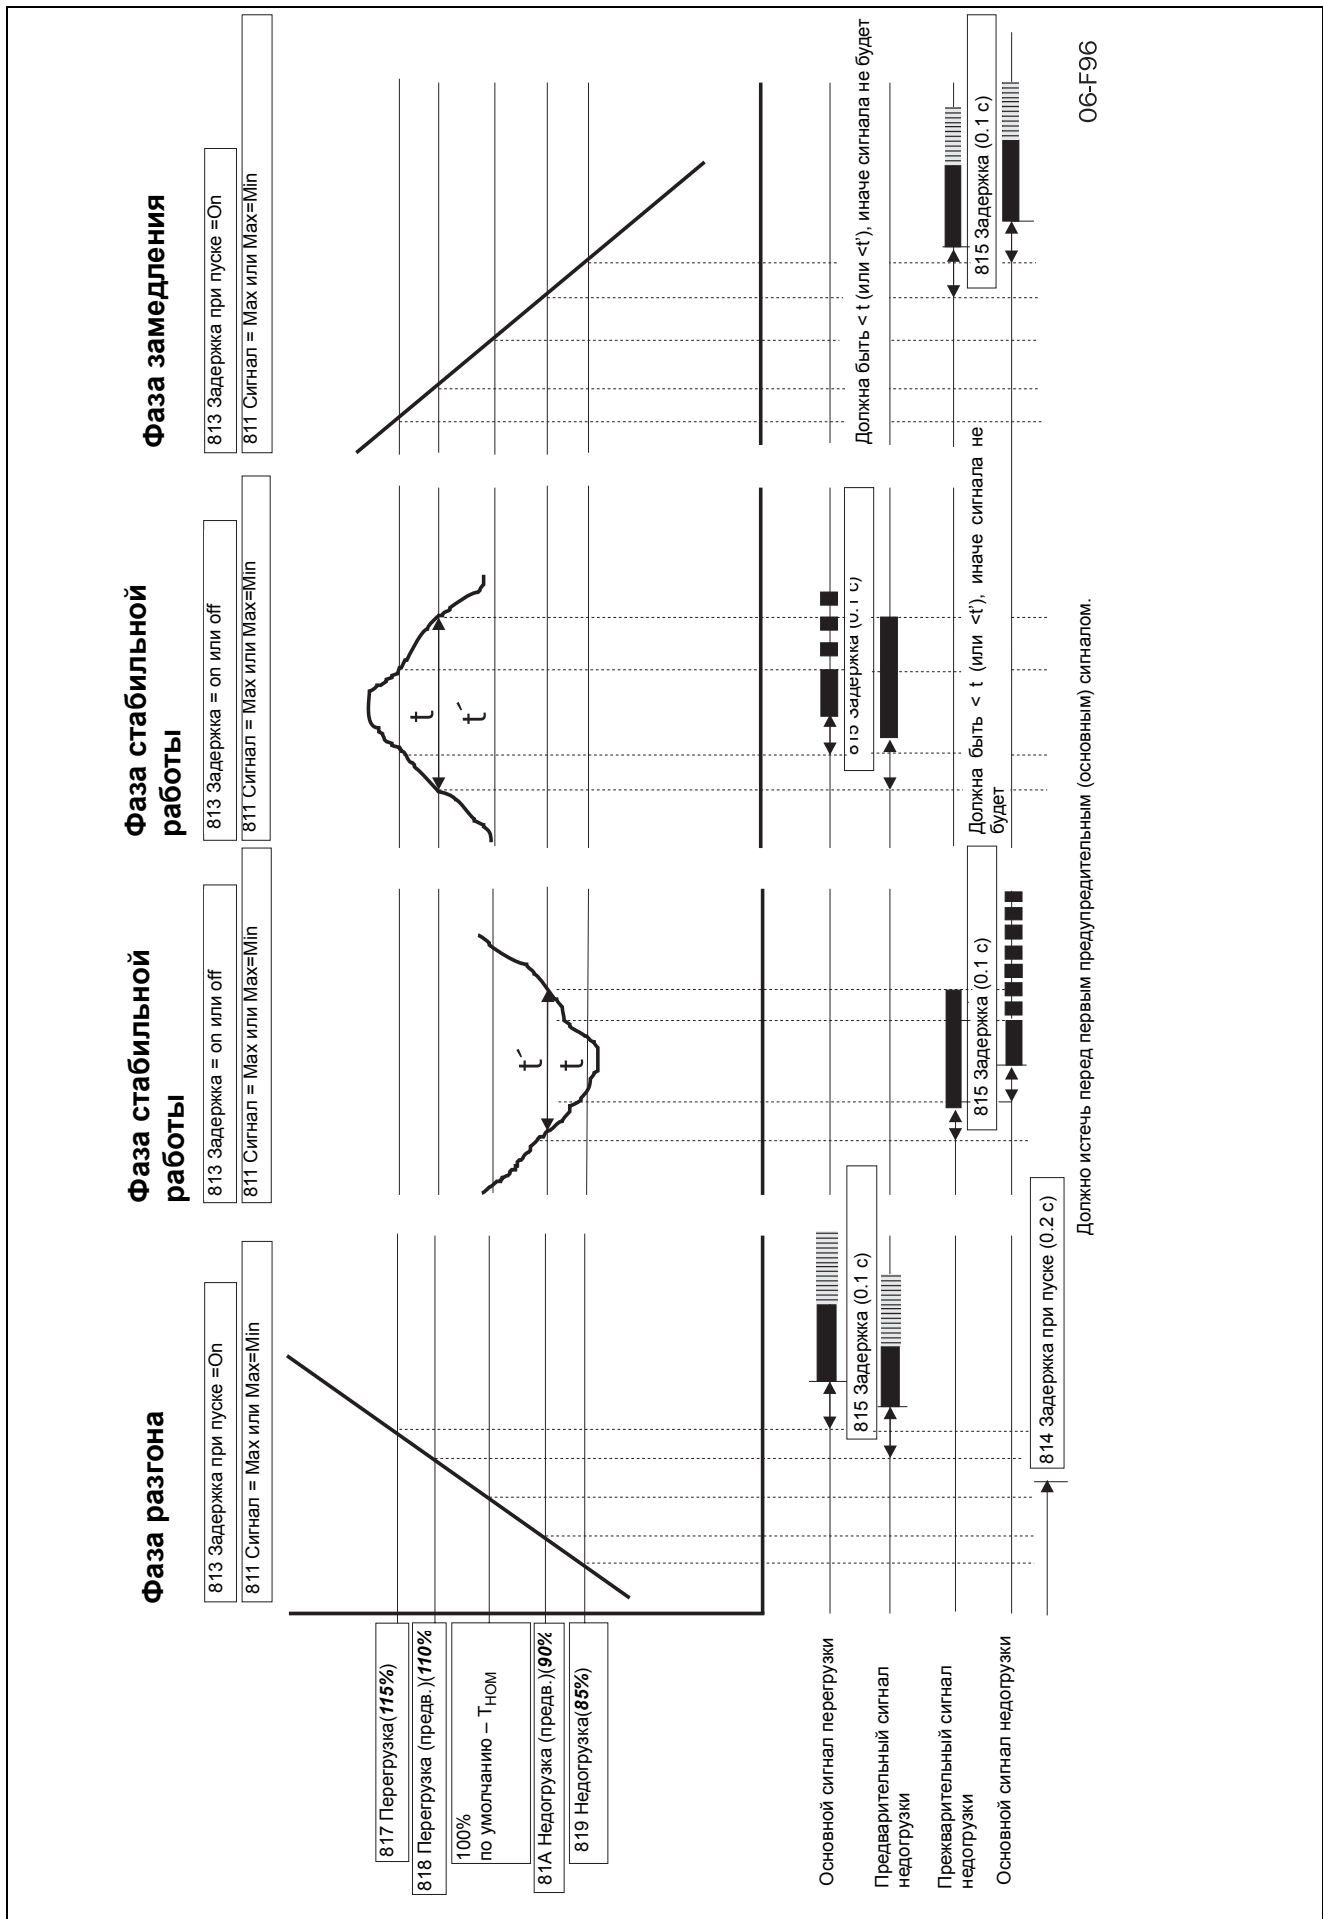 Фаза разгона
813 Задержка при пуске =On
811 Сигнал = Max или Max=Min
Фаза стабильной
работы
813 Задержка = on или off
811 Сигнал = Max или Max=Min
Фаза стабильной
работы
813 Задержка = on или off
811 Сигнал = Max или Max=Min
Фаза замедления
813 Задержка при пуске =On
811 Сигнал = Max или Max=Min
817 Перегрузка(115%)
818 Перегрузка (предв.)(110%
100%
по умолчанию – TНОМ
81A Недогрузка (предв.)(90%
819 Недогрузка(85%)
t´
t
t
t´
Основной сигнал перегрузки
Предварительный сигнал
недогрузки
Прежварительный сигнал
недогрузки
Основной сигнал недогрузки
815 Задержка (0.1 с)
814 Задержка при пуске (0.2 с)
815 Задержка (0.1 с)
815 Задержка (0.1 с)
Должна быть < t (или <t'), иначе сигнала не
будет
Должна быть < t (или <t'), иначе сигнала не будет
815 Задержка (0.1 с)
Должно истечь перед первым предупредительным (основным) сигналом.
06-F96